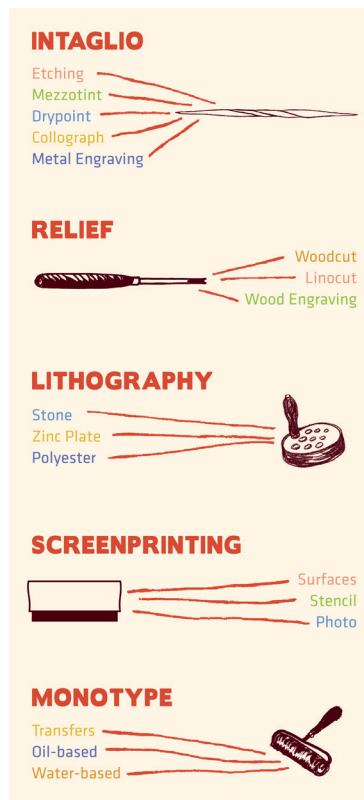 INTAGLIO
Etching
Mezzotint
Drypoint
Collograph
Metal Engraving
RELIEF
Woodcut
Linocut
Wood Engraving
LITHOGRAPHY
Stone
Zinc Plate
Polyester
SCREENPRINTING
Surfaces
Stencil
Photo
MONOTYPE
Transfers
Oil-based
Water-based